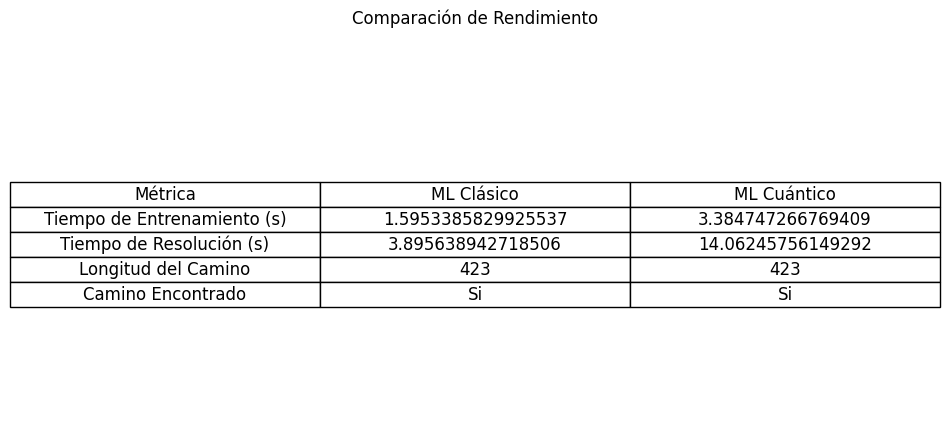 Comparación de Rendimiento
Métrica ML Clásico ML Cuántico
Tiempo de Entrenamiento (s) 1.5953385829925537 3.384747266769409
Tiempo de Resolución (s) 3.895638942718506 14.06245756149292
Longitud del Camino 423 423
Camino Encontrado Si Si